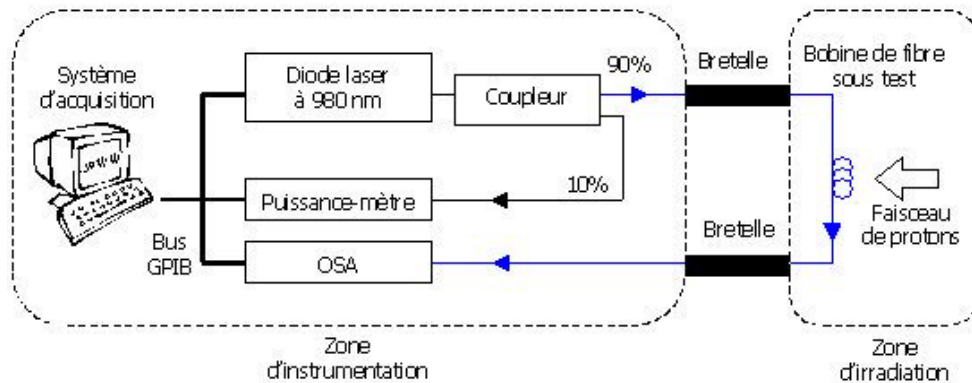 Système
d'acquisition
Diode laser
à 980 nm
Coupleur
90%
Bretelle
Bobine de fibre
sous test
10%
Puissance-mètre
Bus
GPIB
OSA
Bretelle
Faisceau
de protons
Zone
d'instrumentation
Zone
d'irradiation